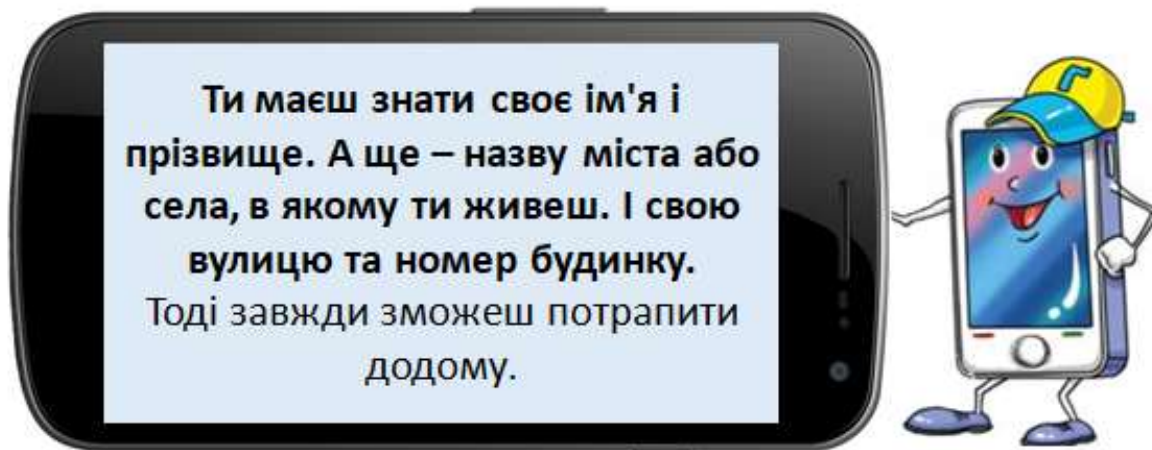 Ти маєш знати своє ім'я і
прізвище. А ще – назву міста або
села, в якому ти живеш. І свою
вулицю та номер будинку.
Тоді завжди зможеш потрапити
додому.